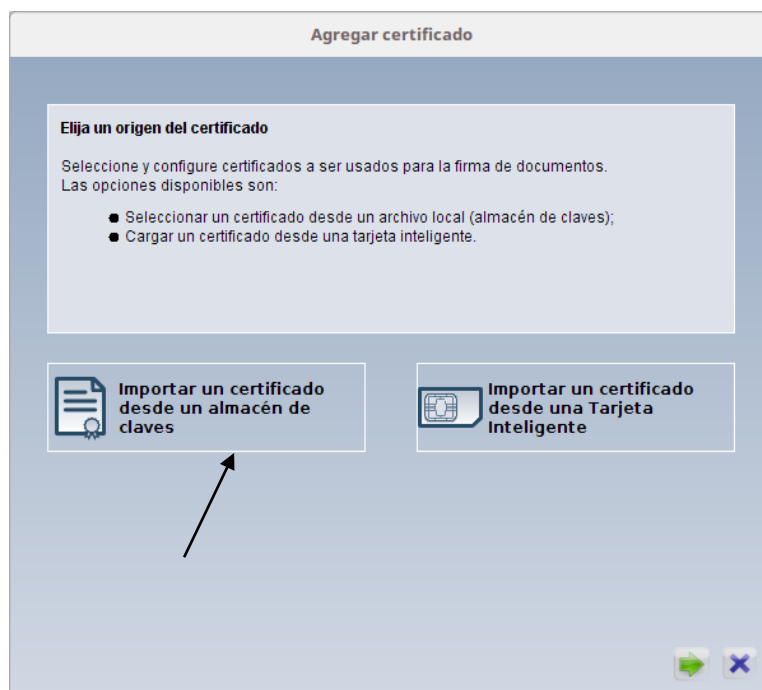 Agregar certificado
Elija un origen del certificado
Seleccione y configure certificados a ser usados para la firma de documentos.
Las opciones disponibles son:
● Seleccionar un certificado desde un archivo local (almacén de claves);
● Cargar un certificado desde una tarjeta inteligente.
Importar un certificado
desde un almacén de
claves
Importar un certificado
desde una Tarjeta
Inteligente